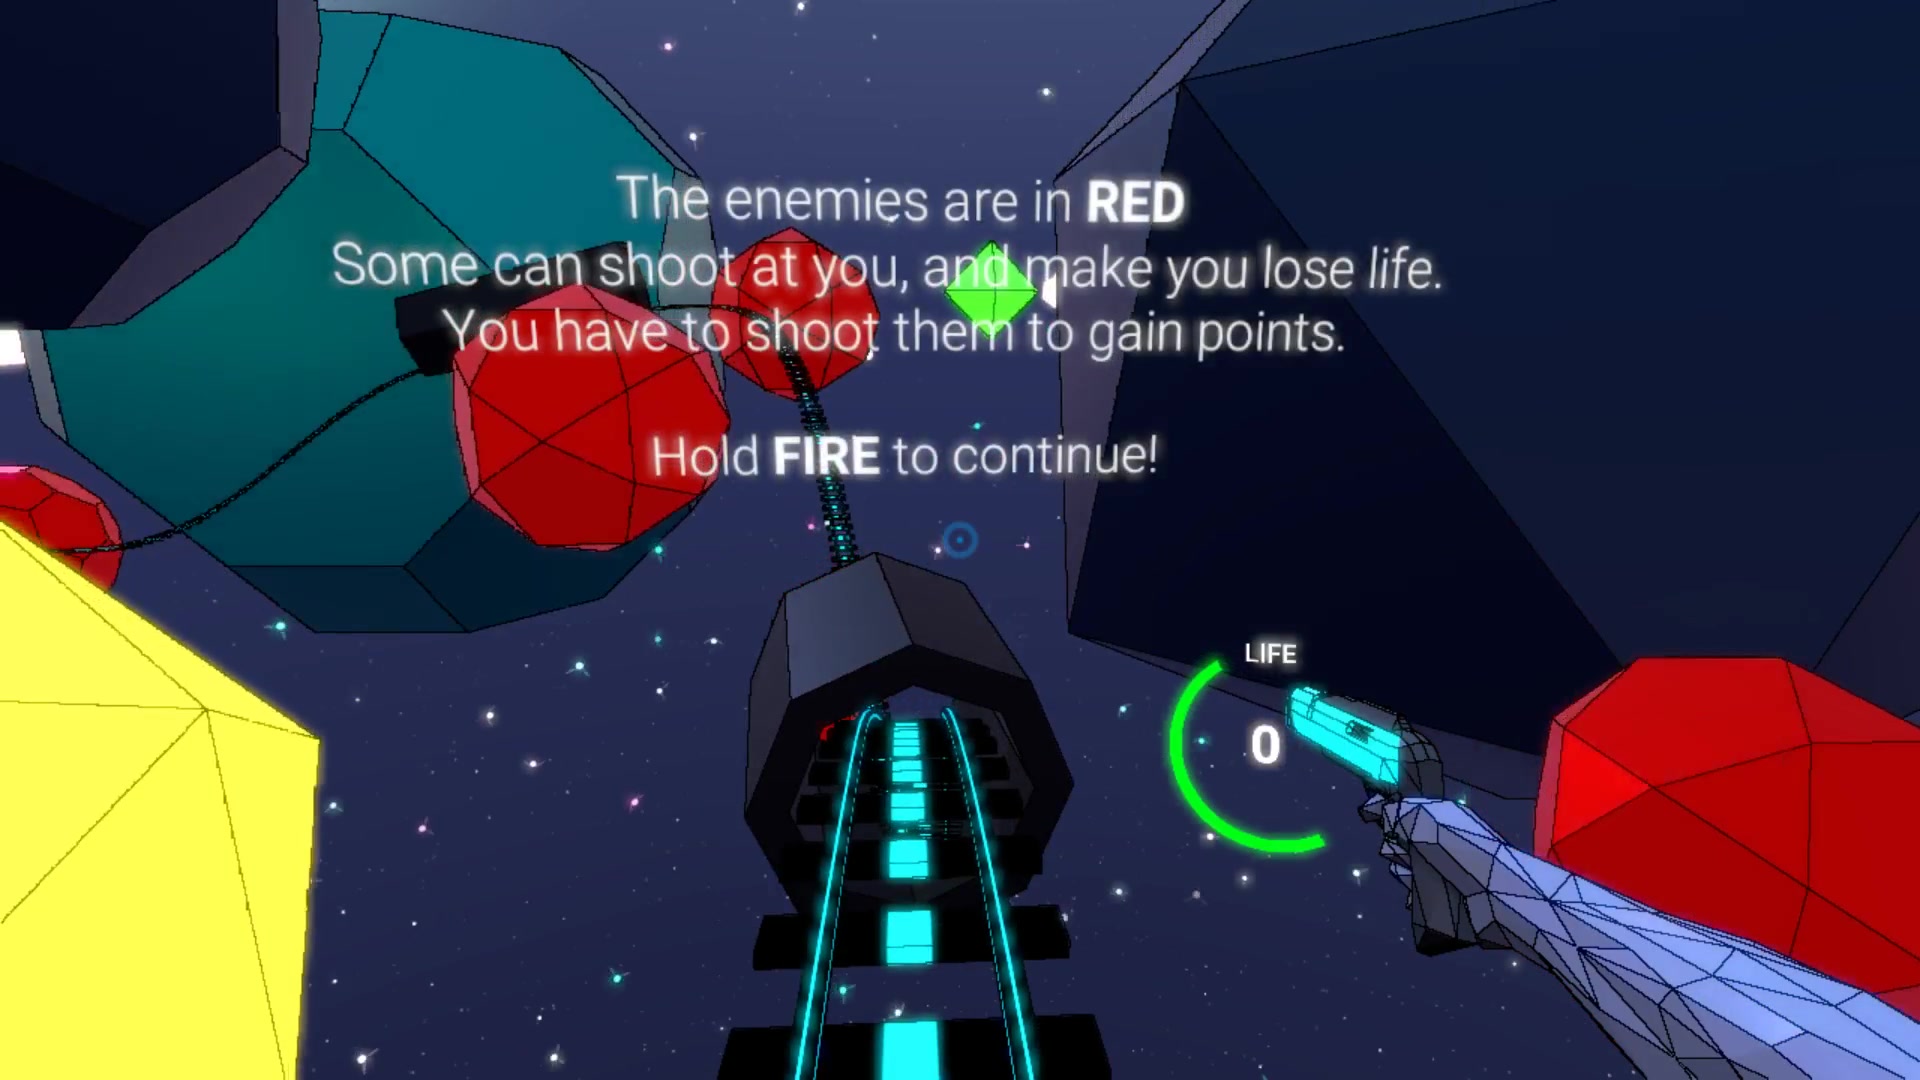 The enemies are in RED
Some can shoot at you, and make you lose life.
You have to shoot them to gain points.
Hold FIRE to continue!
LIFE
0